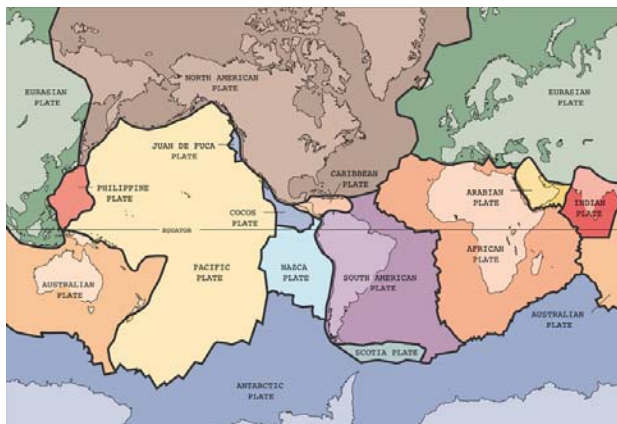 NORTH AMERICAN
PLATE
EURASIAN
PLATE
EURASIAN
PLATE
JUAN DE FUCA
PLATE
CARIBBEAN
PLATE
PHILIPPINE
PLATE
ARABIAN
PLATE
INDIAN
PLATE
COCOS
PLATE
EQUATOR
AFRICAN
PLATE
PACIFIC
PLATE
NAZCA
PLATE
SOUTH AMERICAN
PLATE
AUSTRALIAN
PLATE
AUSTRALIAN
PLATE
SCOTIA PLATE
ANTARCTIC
PLATE